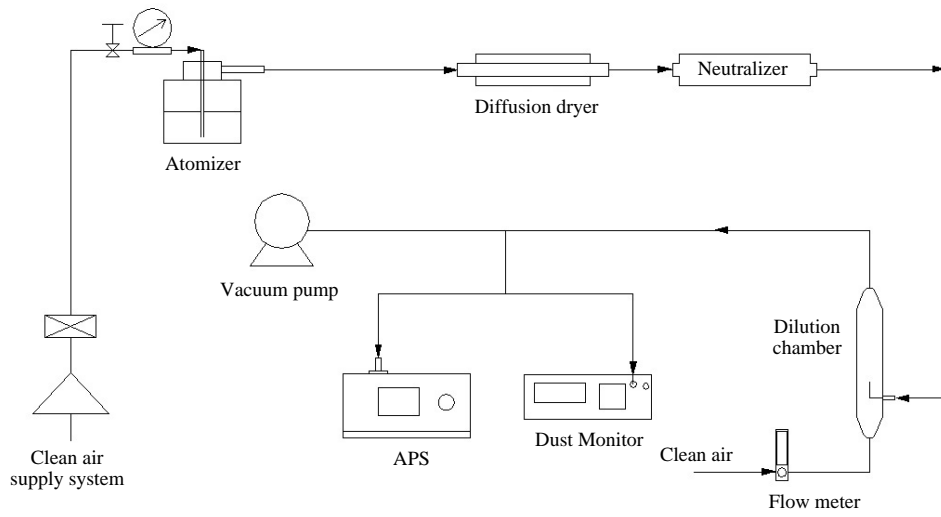 Neutralizer
Diffusion dryer
Atomizer
Vacuum pump
Dilution
chamber
APS
Dust Monitor
Clean air
Flow meter
Clean air
supply system